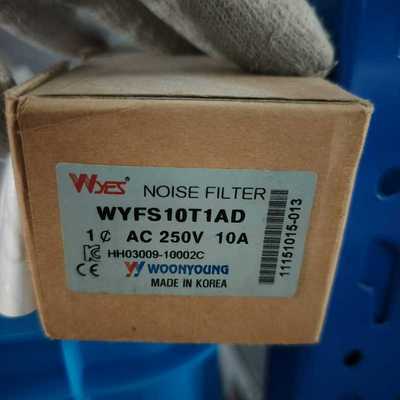 WYES NOISE FILTER
WYFS10T1AD
1 ¢ AC 250V 10A
HH03009-10002C
CE WOONYOUNG
MADE IN KOREA
11151015-013